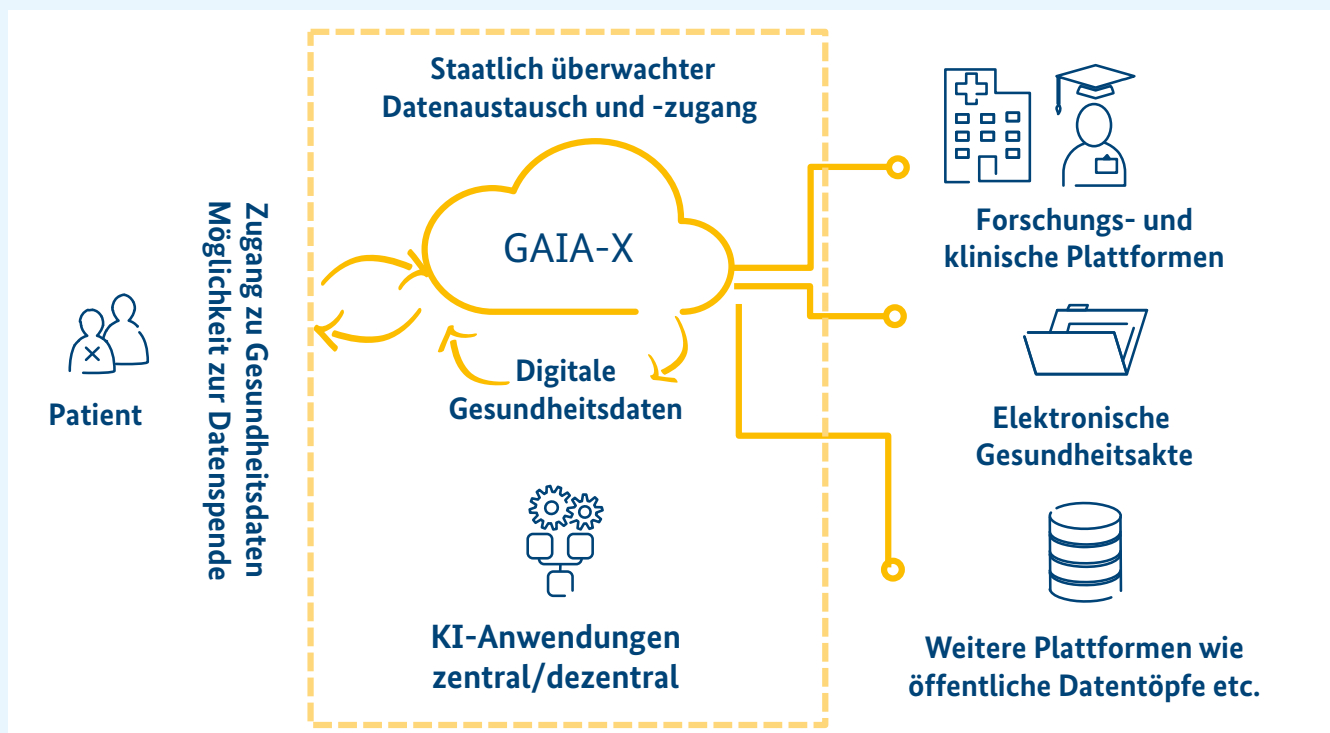 Staatlich überwachter
Datenaustausch und -zugang
GAIA-X
Digitale
Gesundheitsdaten
KI-Anwendungen
zentral/dezentral
Patient
Zugang zu Gesundheitsdaten
Möglichkeit zur Datenspende
Forschungs- und
klinische Plattformen
Elektronische
Gesundheitsakte
Weitere Plattformen wie
öffentliche Datentöpfe etc.